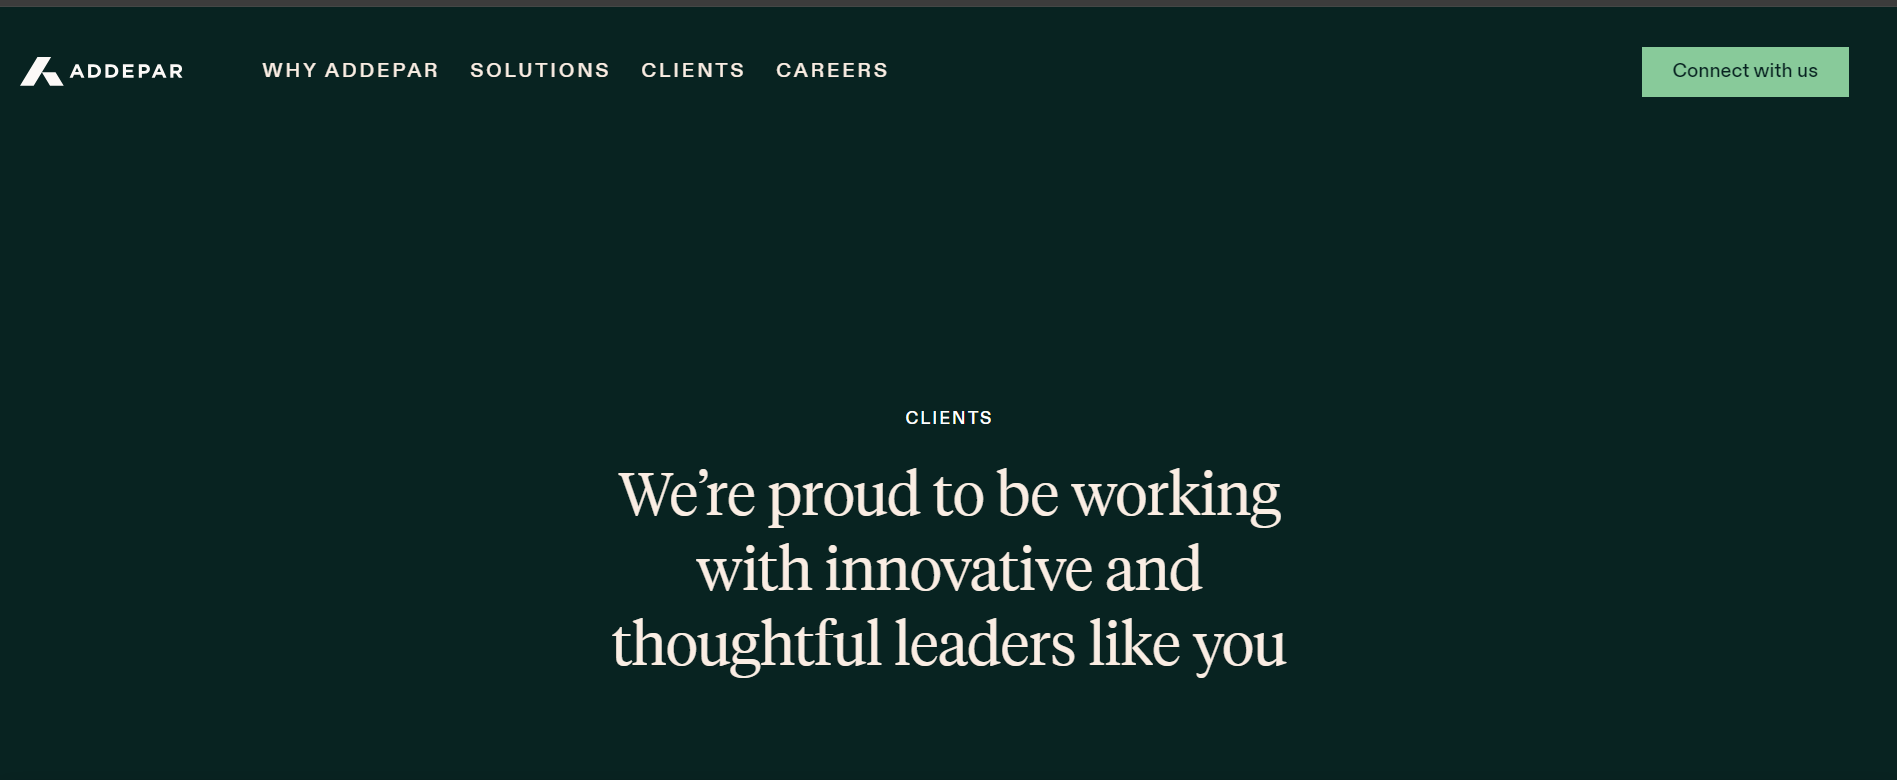 ADDEPAR
WHY ADDEPAR
SOLUTIONS
CLIENTS
CAREERS
Connect with us
CLIENTS
We’re proud to be working
with innovative and
thoughtful leaders like you